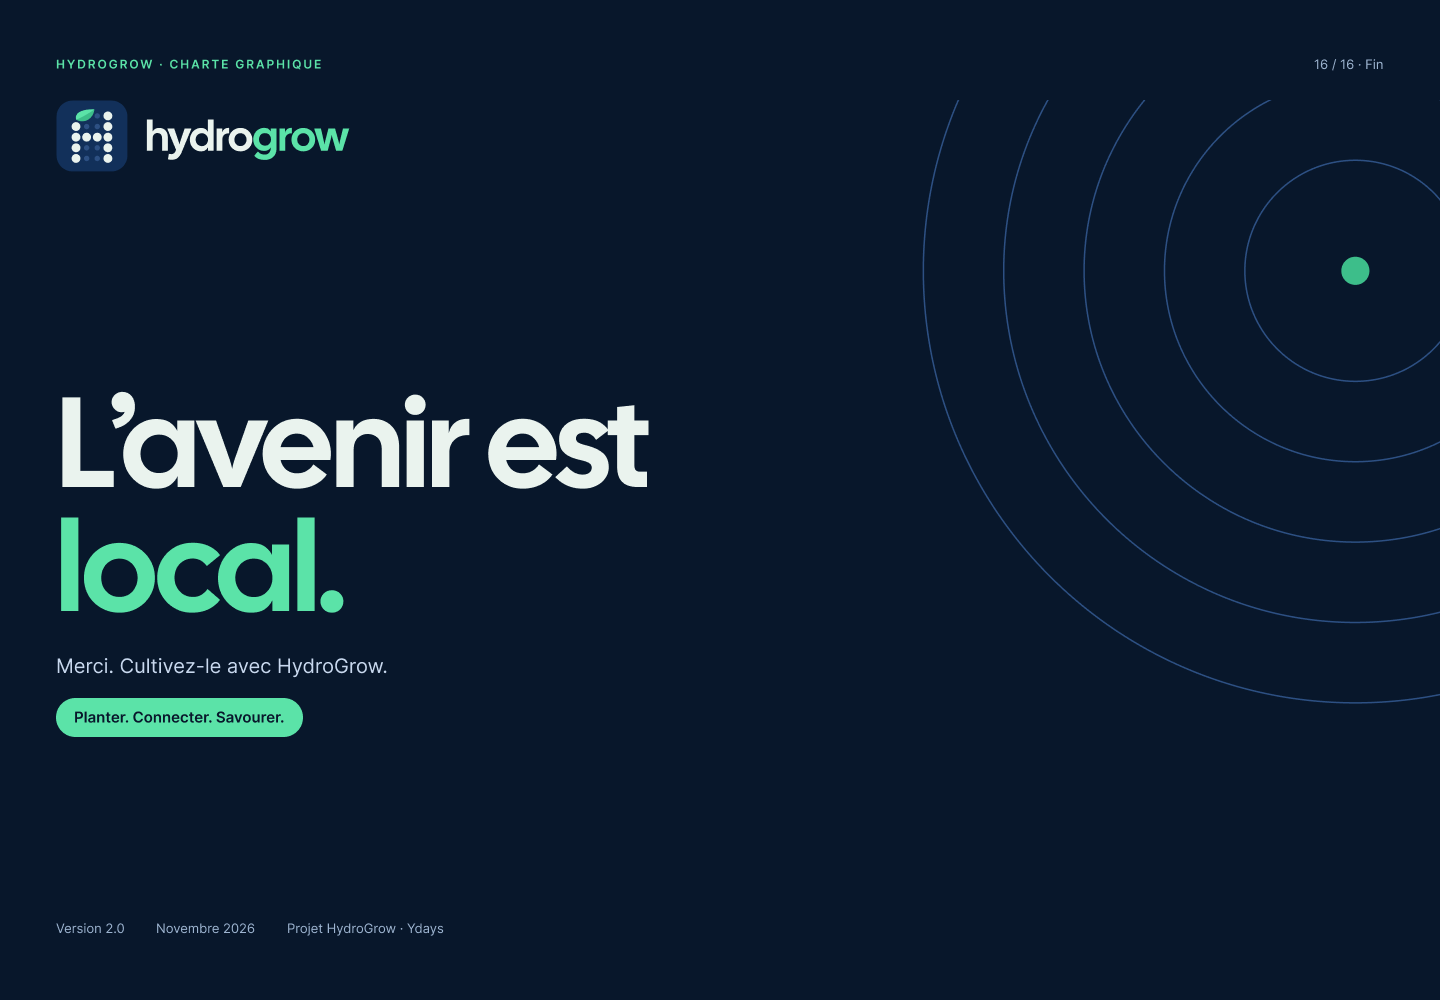 HYDROGROW · CHARTE GRAPHIQUE
16 / 16 · Fin
hydrogrow
L’avenir est
local.
Merci. Cultivez-le avec HydroGrow.
Planter. Connecter. Savourer.
Version 2.0 Novembre 2026 Projet HydroGrow · Ydays